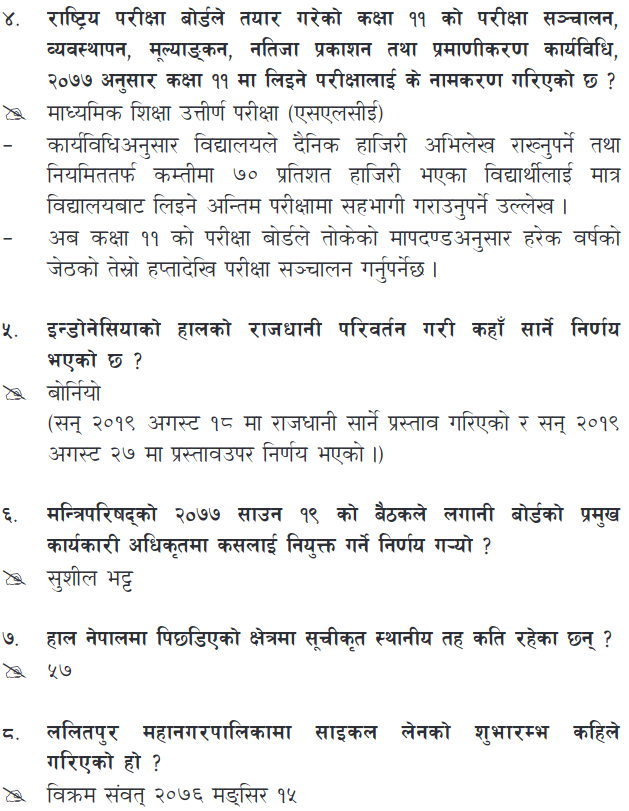 ४. राष्ट्रिय परीक्षा बोर्डले तयार गरेको कक्षा ११ को परीक्षा सञ्चालन,
व्यवस्थापन, मूल्याङ्कन, नतिजा प्रकाशन तथा प्रमाणीकरण कार्यविधि,
२०७७ अनुसार कक्षा ११ मा लिइने परीक्षालाई के नामकरण गरिएको छ ?
माध्यमिक शिक्षा उत्तीर्ण परीक्षा (एसएलसीई)
– कार्यविधिअनुसार विद्यालयले दैनिक हाजिरी अभिलेख राख्नुपर्ने तथा
नियमिततर्फ कम्तीमा ७० प्रतिशत हाजिरी भएका विद्यार्थीलाई मात्र
विद्यालयबाट लिइने अन्तिम परीक्षामा सहभागी गराउनुपर्ने उल्लेख ।
– अब कक्षा ११ को परीक्षा बोर्डले तोकेको मापदण्डअनुसार हरेक वर्षको
जेठको तेस्रो हप्तादेखि परीक्षा सञ्चालन गर्नुपर्नेछ ।
५. इन्डोनेसियाको हालको राजधानी परिवर्तन गरी कहाँ सार्ने निर्णय
भएको छ ?
बोर्नियो
(सन् २०१९ अगस्ट १८ मा राजधानी सार्ने प्रस्ताव गरिएको र सन् २०१९
अगस्ट २७ मा प्रस्तावउपर निर्णय भएको ।)
६. मन्त्रिपरिषद्को २०७७ साउन १९ को बैठकले लगानी बोर्डको प्रमुख
कार्यकारी अधिकृतमा कसलाई नियुक्त गर्ने निर्णय गऱ्यो ?
सुशील भट्ट
७. हाल नेपालमा पिछडिएको क्षेत्रमा सूचीकृत स्थानीय तह कति रहेका छन् ?
५७
८. ललितपुर महानगरपालिकामा साइकल लेनको शुभारम्भ कहिले
गरिएको हो ?
विक्रम संवत् २०७६ मङ्सिर १५